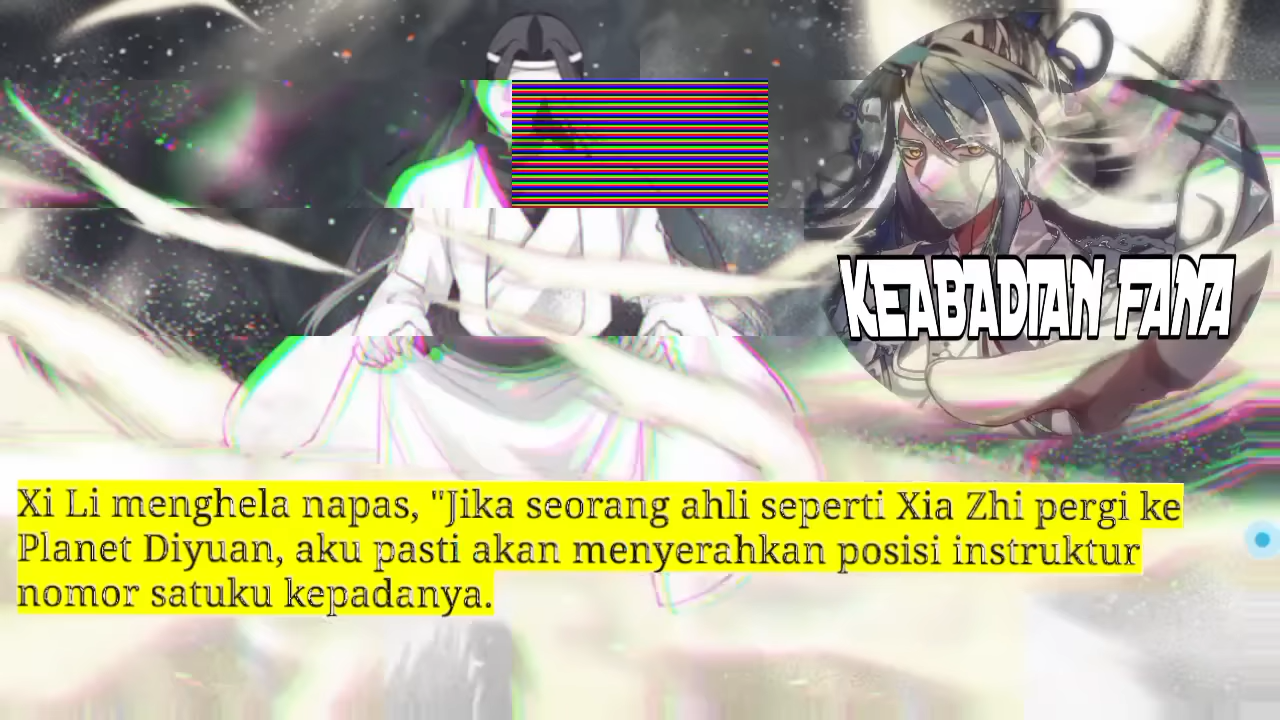 KEABADIAN FANA
Xi Li menghela napas, "Jika seorang ahli seperti Xia Zhi pergi ke
Planet Diyuan, aku pasti akan menyerahkan posisi instruktur
nomor satuku kepadanya.